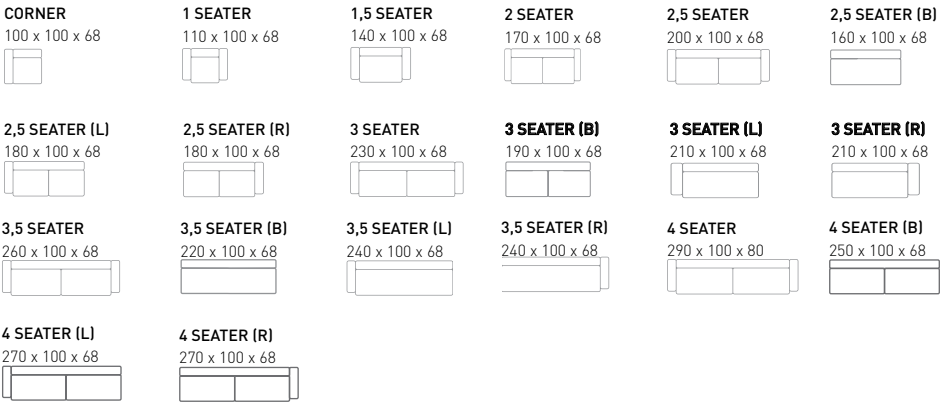 CORNER
100 x 100 x 68
1 SEATER
110 x 100 x 68
1,5 SEATER
140 x 100 x 68
2 SEATER
170 x 100 x 68
2,5 SEATER
200 x 100 x 68
2,5 SEATER (B)
160 x 100 x 68
2,5 SEATER (L)
180 x 100 x 68
2,5 SEATER (R)
180 x 100 x 68
3 SEATER
230 x 100 x 68
3 SEATER (B)
190 x 100 x 68
3 SEATER (L)
210 x 100 x 68
3 SEATER (R)
210 x 100 x 68
3,5 SEATER
260 x 100 x 68
3,5 SEATER (B)
220 x 100 x 68
3,5 SEATER (L)
240 x 100 x 68
3,5 SEATER (R)
240 x 100 x 68
4 SEATER
290 x 100 x 80
4 SEATER (B)
250 x 100 x 68
4 SEATER (L)
270 x 100 x 68
4 SEATER (R)
270 x 100 x 68